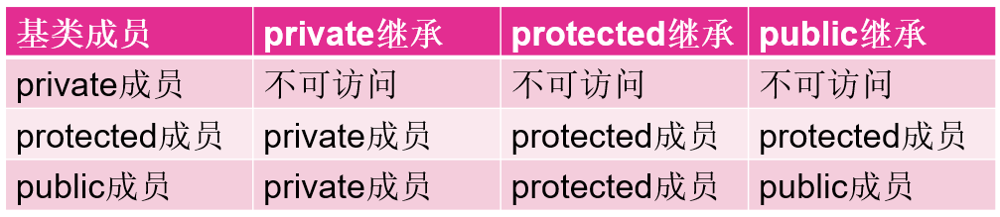 基类成员 private继承 protected继承 public继承
private成员 不可访问 不可访问 不可访问
protected成员 private成员 protected成员 protected成员
public成员 private成员 protected成员 public成员